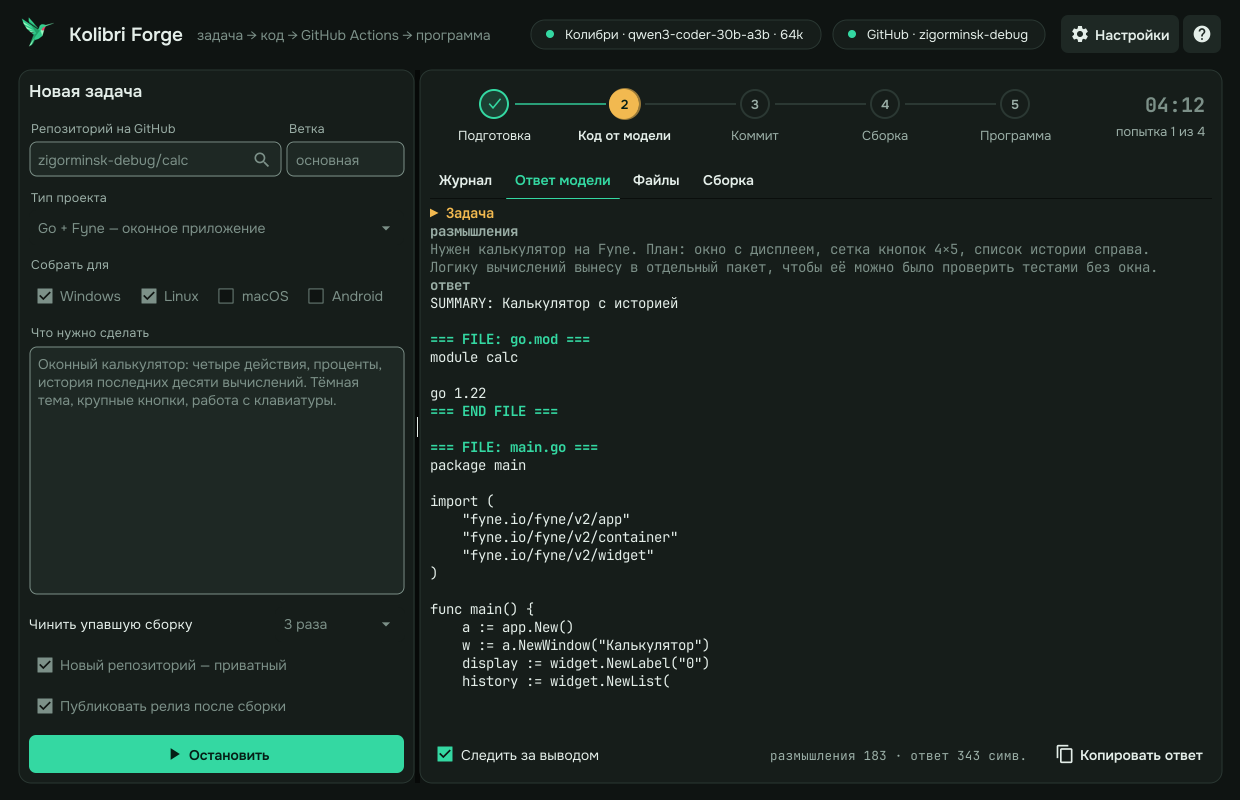 Kolibri Forge
задача → код → GitHub Actions → программа
Колибри · qwen3-coder-30b-a3b · 64k
GitHub · zigorminsk-debug
Настройки
?
Новая задача
Репозиторий на GitHub
Ветка
zigorminsk-debug/calc
основная
Тип проекта
Go + Fyne — оконное приложение
Собрать для
Windows
Linux
macOS
Android
Что нужно сделать
Оконный калькулятор: четыре действия, проценты,
история последних десяти вычислений. Тёмная
тема, крупные кнопки, работа с клавиатуры.
Чинить упавшую сборку
3 раза
Новый репозиторий — приватный
Публиковать релиз после сборки
Остановить
2
3
4
5
Подготовка
Код от модели
Коммит
Сборка
Программа
04:12
попытка 1 из 4
Журнал
Ответ модели
Файлы
Сборка
Задача
размышления
Нужен калькулятор на Fyne. План: окно с дисплеем, сетка кнопок 4×5, список истории справа.
Логику вычислений вынесу в отдельный пакет, чтобы её можно было проверить тестами без окна.
ответ
SUMMARY: Калькулятор с историей
=== FILE: go.mod ===
module calc
go 1.22
=== END FILE ===
=== FILE: main.go ===
package main
import (
"fyne.io/fyne/v2/app"
"fyne.io/fyne/v2/container"
"fyne.io/fyne/v2/widget"
)
func main() {
a := app.New()
w := a.NewWindow("Калькулятор")
display := widget.NewLabel("0")
history := widget.NewList(
Следить за выводом
размышления 183 · ответ 343 симв.
Копировать ответ